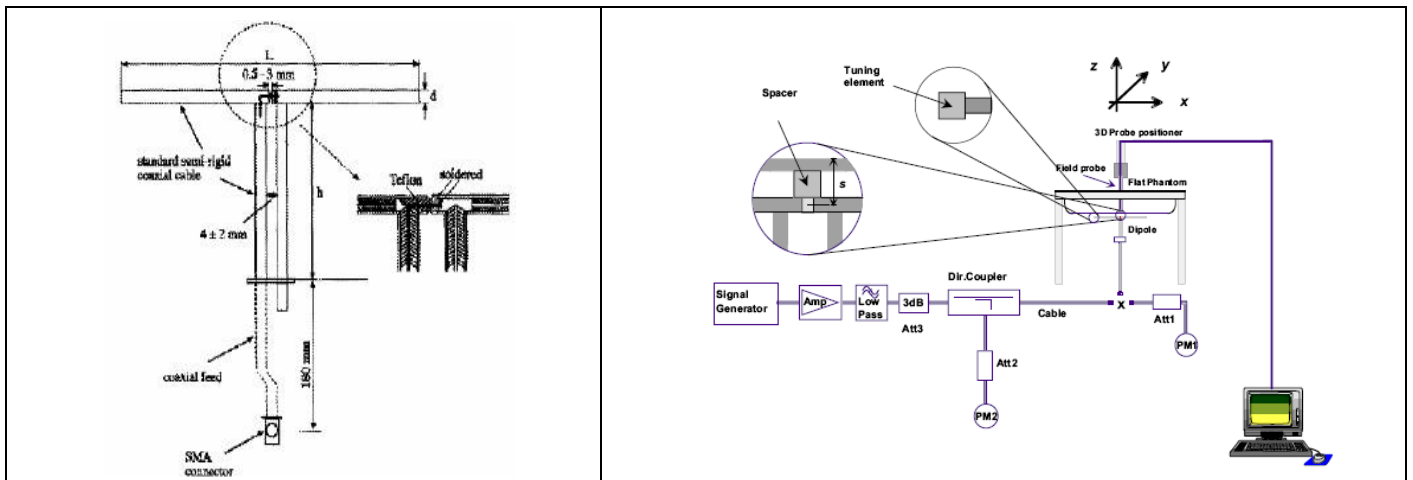 L
0.5 - 3 mm
d
standard semi-rigid
coaxial cable
h
Teflon
soldered
4 ± 2 mm
coaxial feed
160 mm
SMA
connector
Tuning
element
Spacer
s
z
y
x
3D Probe positioner
Field probe
Flat Phantom
Dipole
Signal
Generator
Amp
Low
Pass
3dB
Att3
Dir.Coupler
Cable
x
Att1
PM1
Att2
PM2